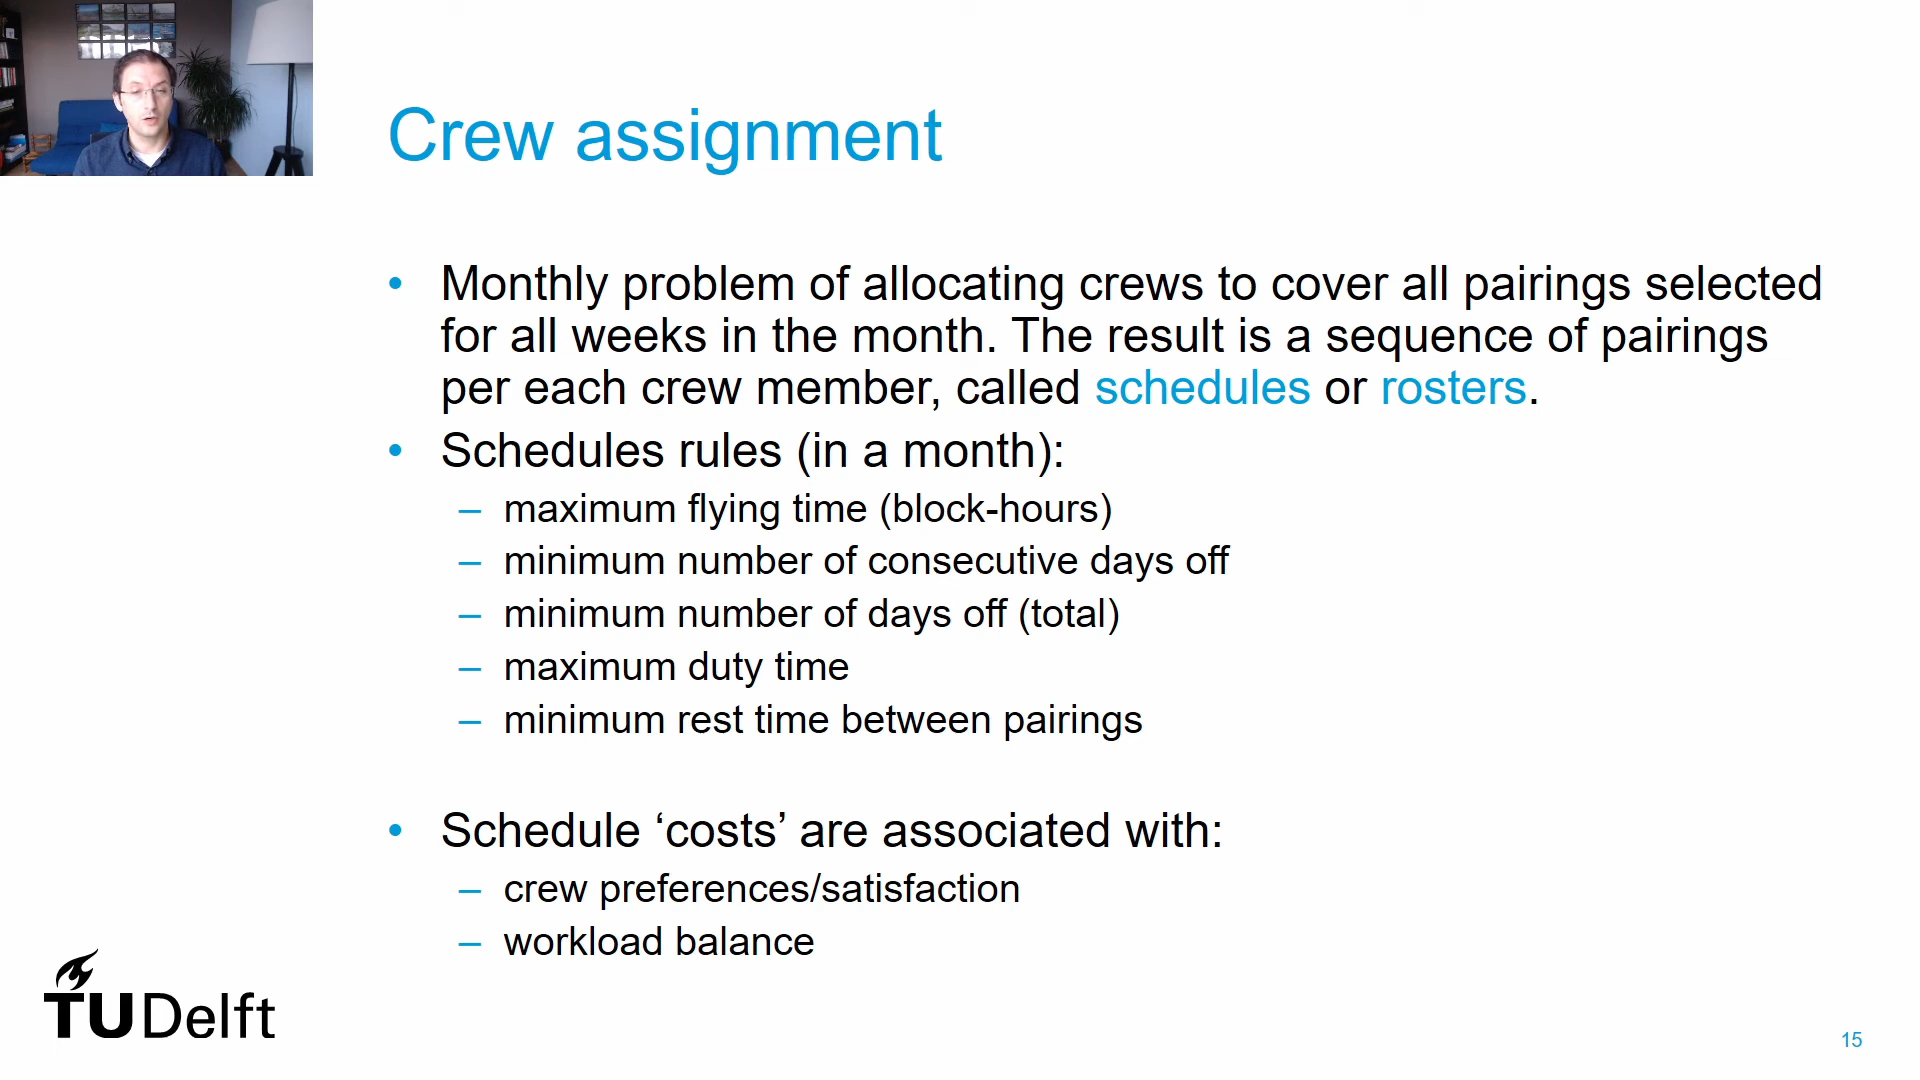 Crew assignment
• Monthly problem of allocating crews to cover all pairings selected
for all weeks in the month. The result is a sequence of pairings
per each crew member, called schedules or rosters.
• Schedules rules (in a month):
– maximum flying time (block-hours)
– minimum number of consecutive days off
– minimum number of days off (total)
– maximum duty time
– minimum rest time between pairings
• Schedule ‘costs’ are associated with:
– crew preferences/satisfaction
– workload balance
TUDelft
15